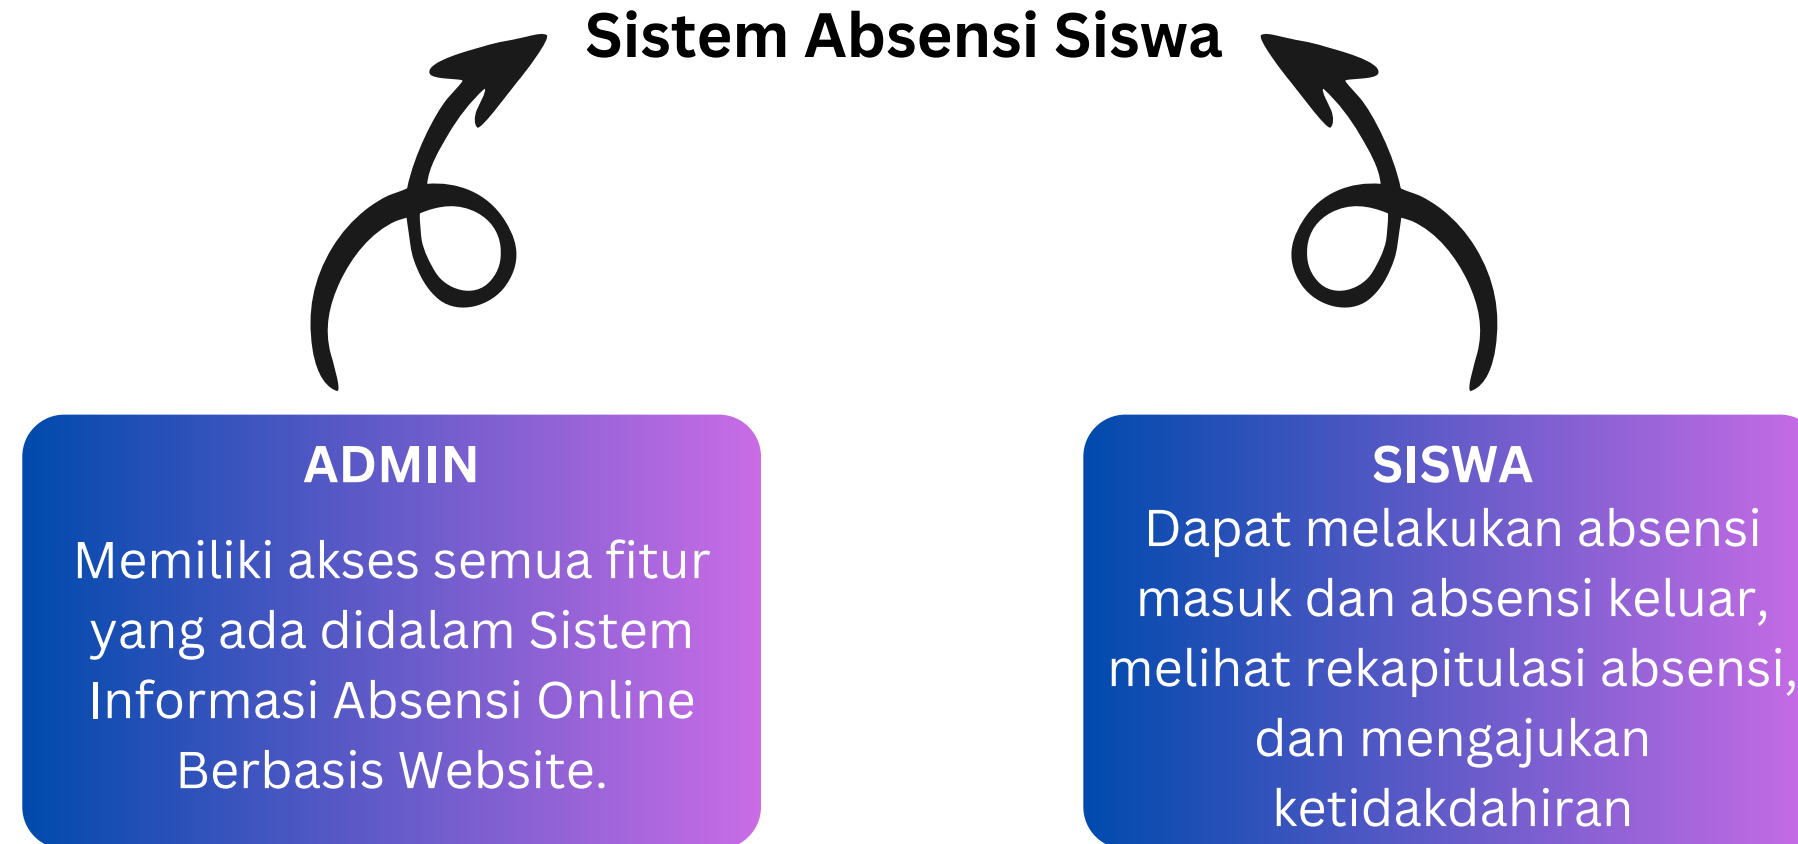 Sistem Absensi Siswa
ADMIN
Memiliki akses semua fitur
yang ada didalam Sistem
Informasi Absensi Online
Berbasis Website.
SISWA
Dapat melakukan absensi
masuk dan absensi keluar,
melihat rekapitulasi absensi,
dan mengajukan
ketidakdahiran